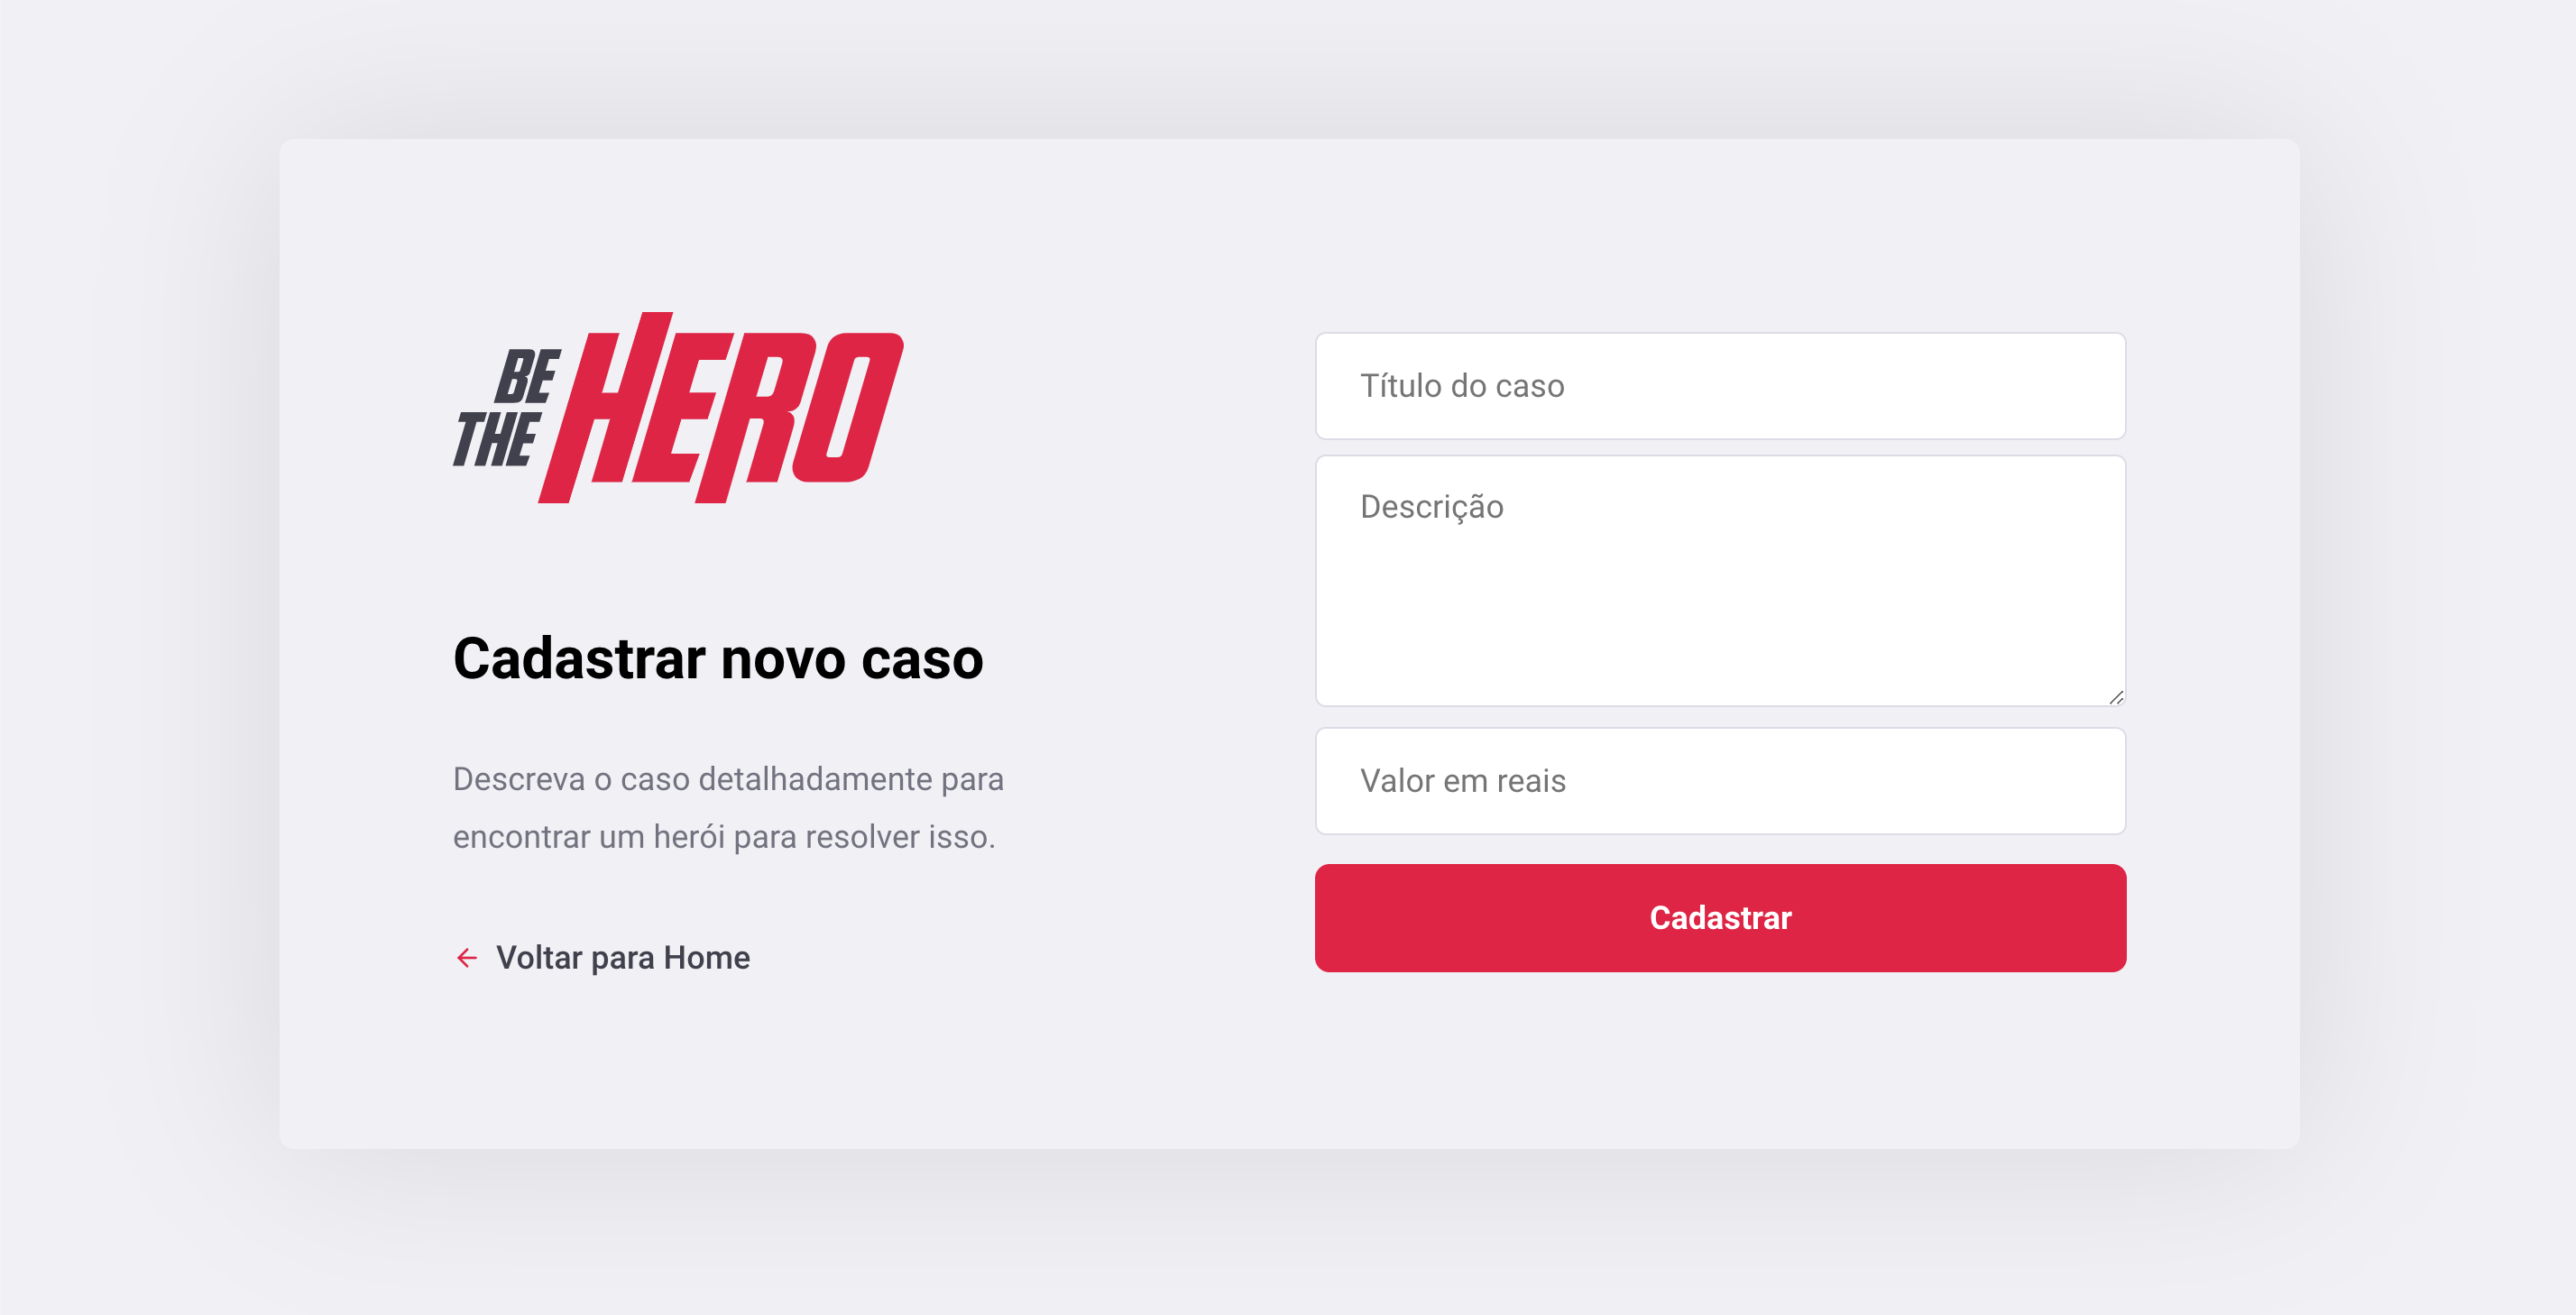 BE
THE
HERO
Cadastrar novo caso
Descreva o caso detalhadamente para
encontrar um herói para resolver isso.
Voltar para Home
Título do caso
Descrição
Valor em reais
Cadastrar